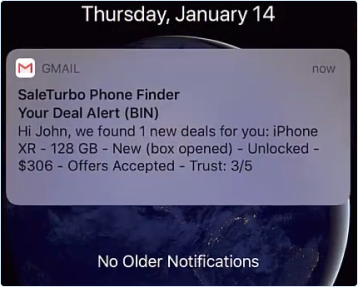 Thursday, January 14
GMAIL
now
SaleTurbo Phone Finder
Your Deal Alert (BIN)
Hi John, we found 1 new deals for you: iPhone
XR - 128 GB - New (box opened) - Unlocked -
$306 - Offers Accepted - Trust: 3/5
No Older Notifications